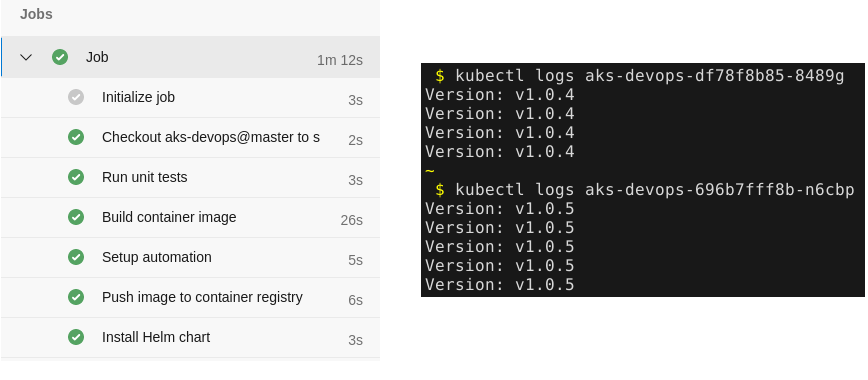 Jobs
Job 1m 12s
Initialize job 3s
Checkout aks-devops@master to s 2s
Run unit tests 3s
Build container image 26s
Setup automation 5s
Push image to container registry 6s
Install Helm chart 3s
$ kubectl logs aks-devops-df78f8b85-8489g
Version: v1.0.4
Version: v1.0.4
Version: v1.0.4
Version: v1.0.4
~
$ kubectl logs aks-devops-696b7fff8b-n6cbp
Version: v1.0.5
Version: v1.0.5
Version: v1.0.5
Version: v1.0.5
Version: v1.0.5